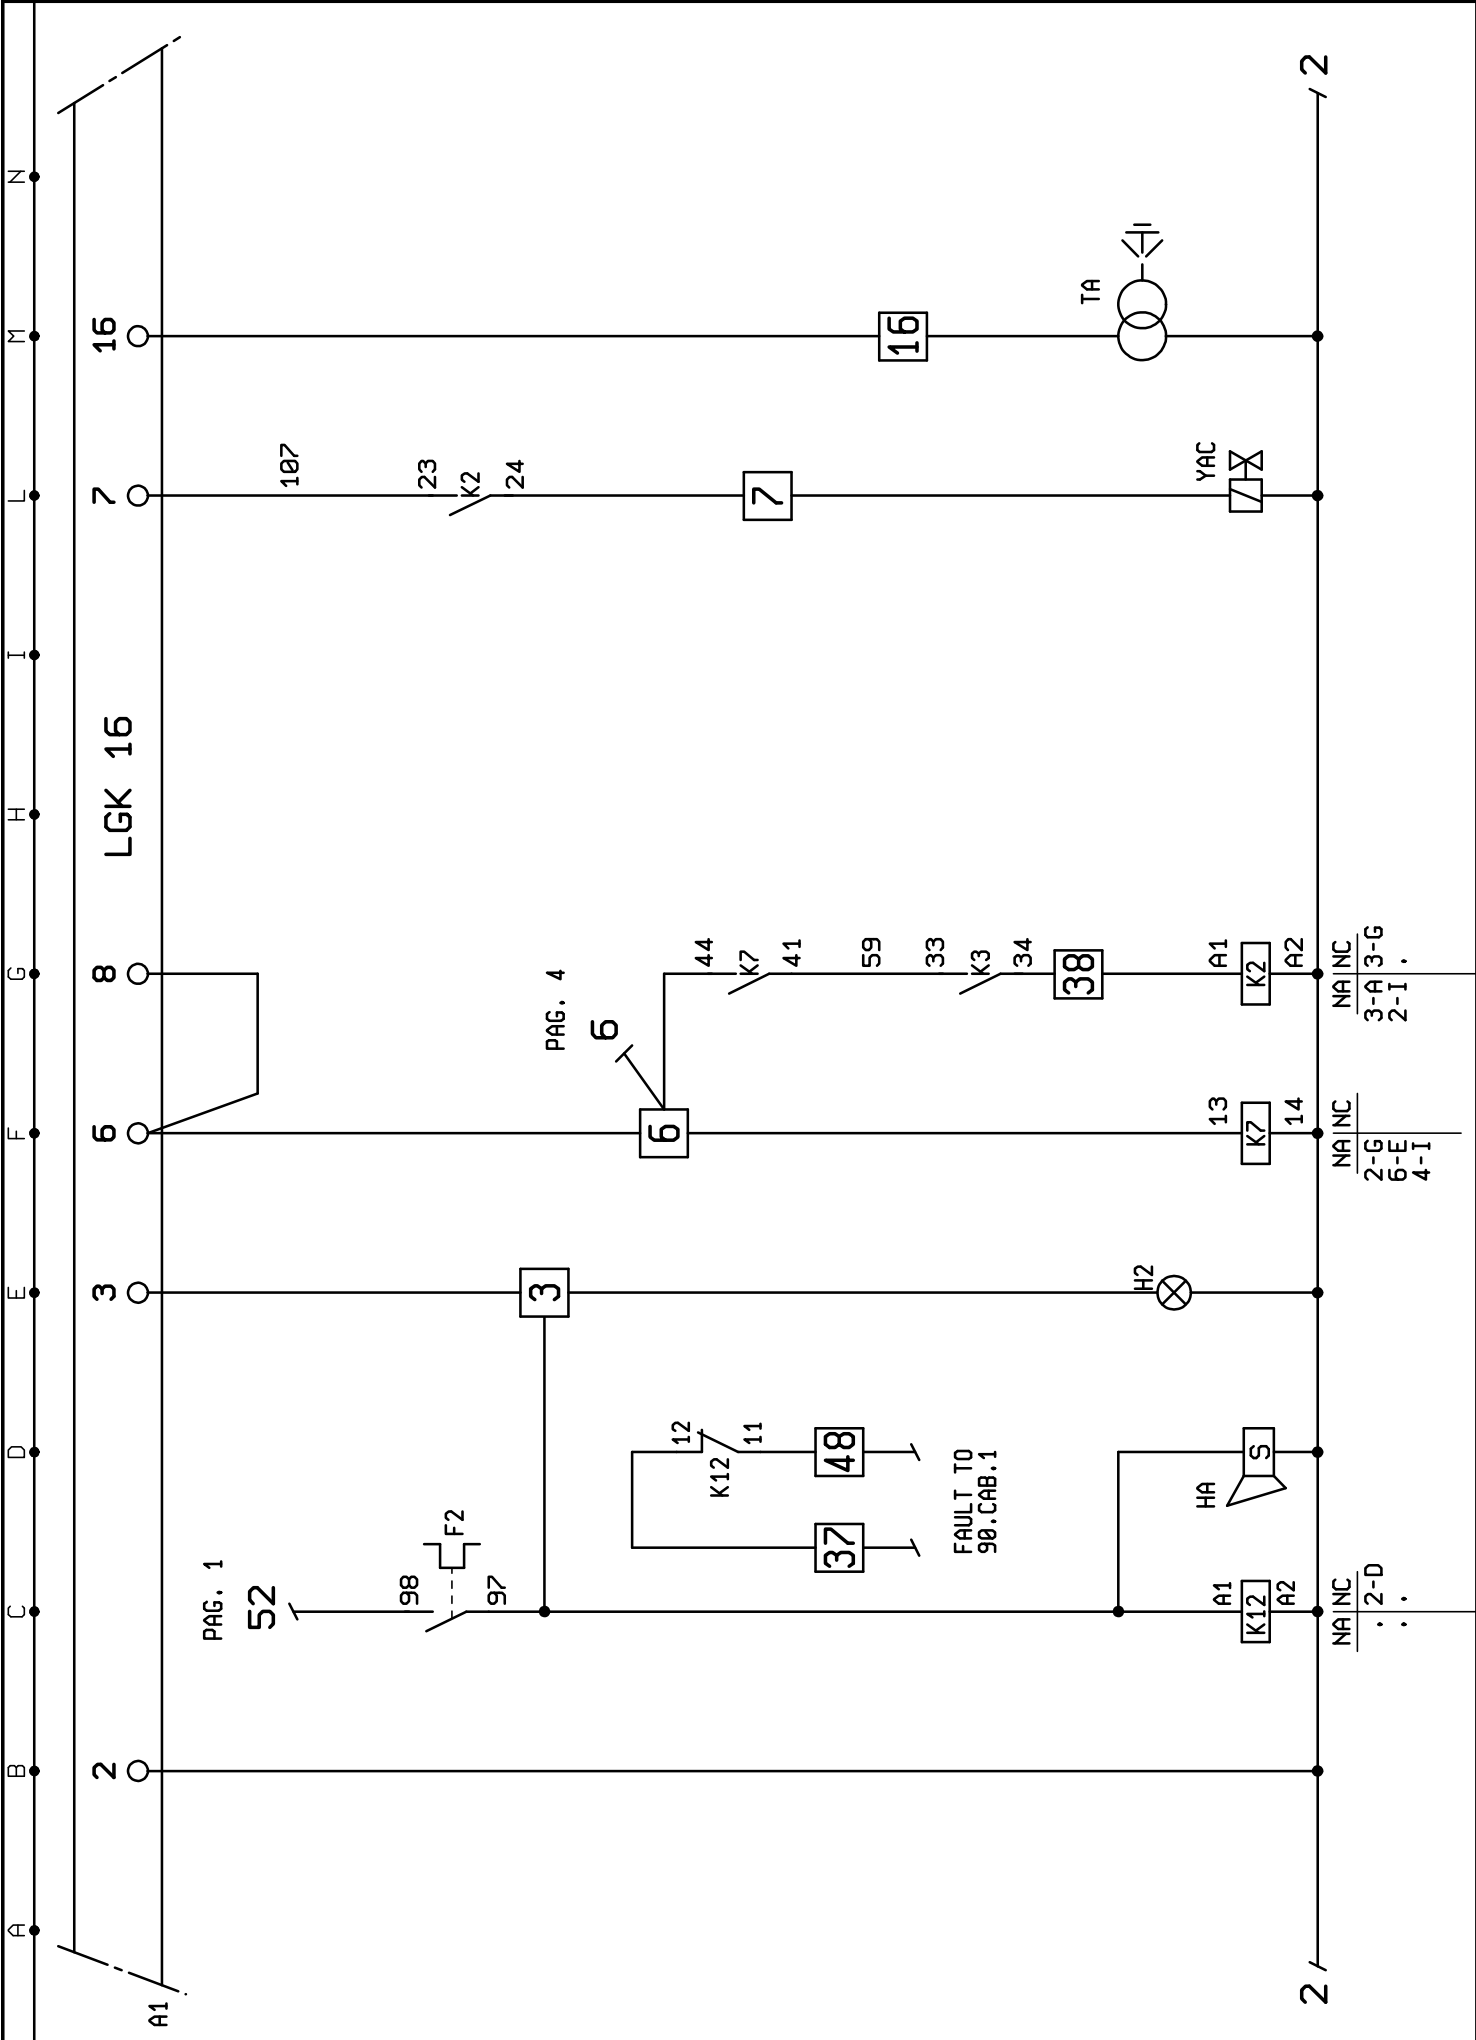 A B C D E F G H I L M N
A1
LGK 16
2 3 6 8 7 16
PAG. 1
52
98
F2
97
3
12
K12
11
37
48
FAULT TO
90.CAB.1
A1
K12
A2
HA
S
H2
PAG. 4
6
6
44
K7
41
59
33
K3
34
38
13
K7
14
A1
K2
A2
107
23
K2
24
7
YAC
16
TA
2
2
NA NC
. 2-D
. .
NA NC
2-G
6-E
4-I
NA NC
3-A 3-G
2-I .